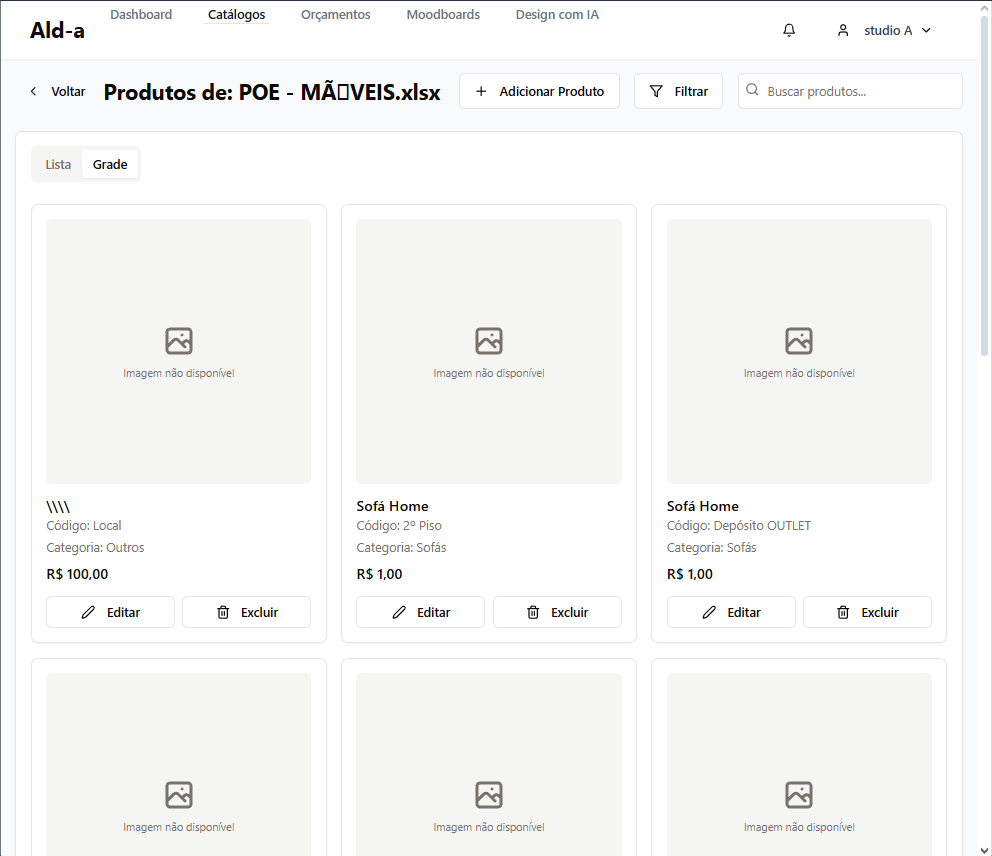 Ald-a
Dashboard
Catálogos
Orçamentos
Moodboards
Design com IA
studio A
Voltar
Produtos de: POE - MÃ▯VEIS.xlsx
Adicionar Produto
Filtrar
Buscar produtos...
Lista
Grade
Imagem não disponível
\\\\
Código: Local
Categoria: Outros
R$ 100,00
Editar
Excluir
Imagem não disponível
Sofá Home
Código: 2º Piso
Categoria: Sofás
R$ 1,00
Editar
Excluir
Imagem não disponível
Sofá Home
Código: Depósito OUTLET
Categoria: Sofás
R$ 1,00
Editar
Excluir
Imagem não disponível
Imagem não disponível
Imagem não disponível